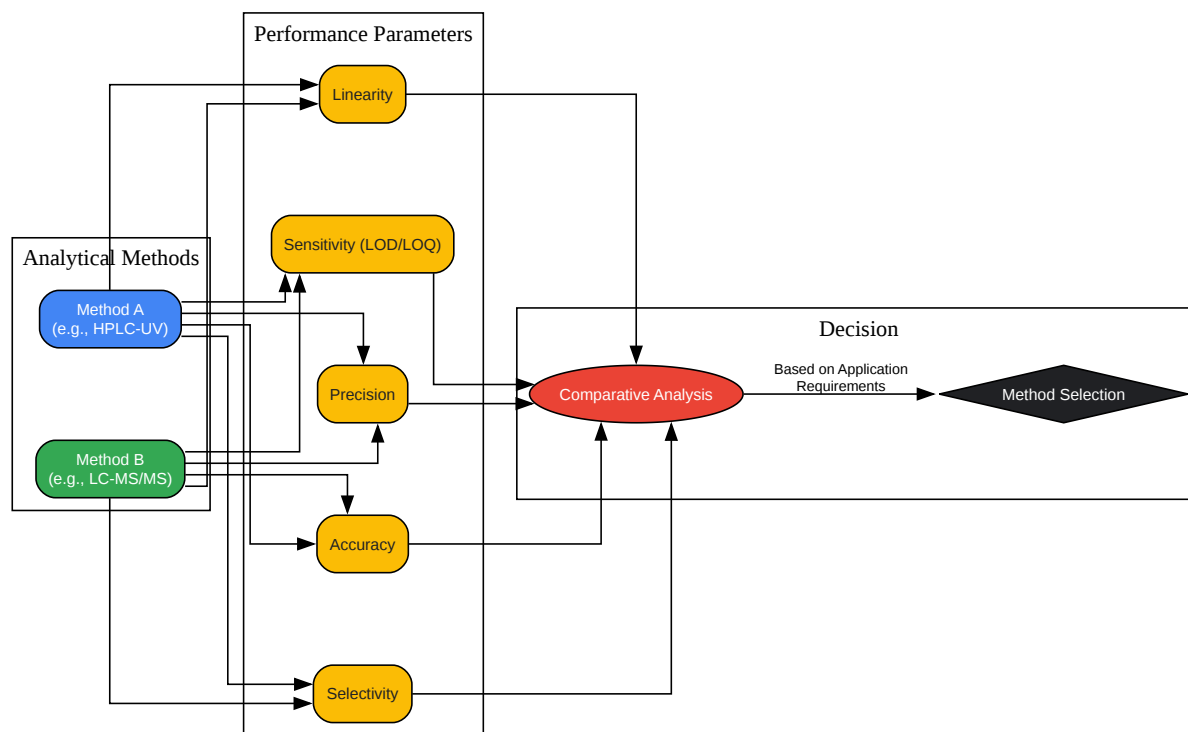 Performance Parameters
Linearity
Sensitivity (LOD/LOQ)
Analytical Methods
Method A
(e.g., HPLC-UV)
Precision
Method B
(e.g., LC-MS/MS)
Accuracy
Selectivity
Decision
Comparative Analysis
Based on Application
Requirements
Method Selection